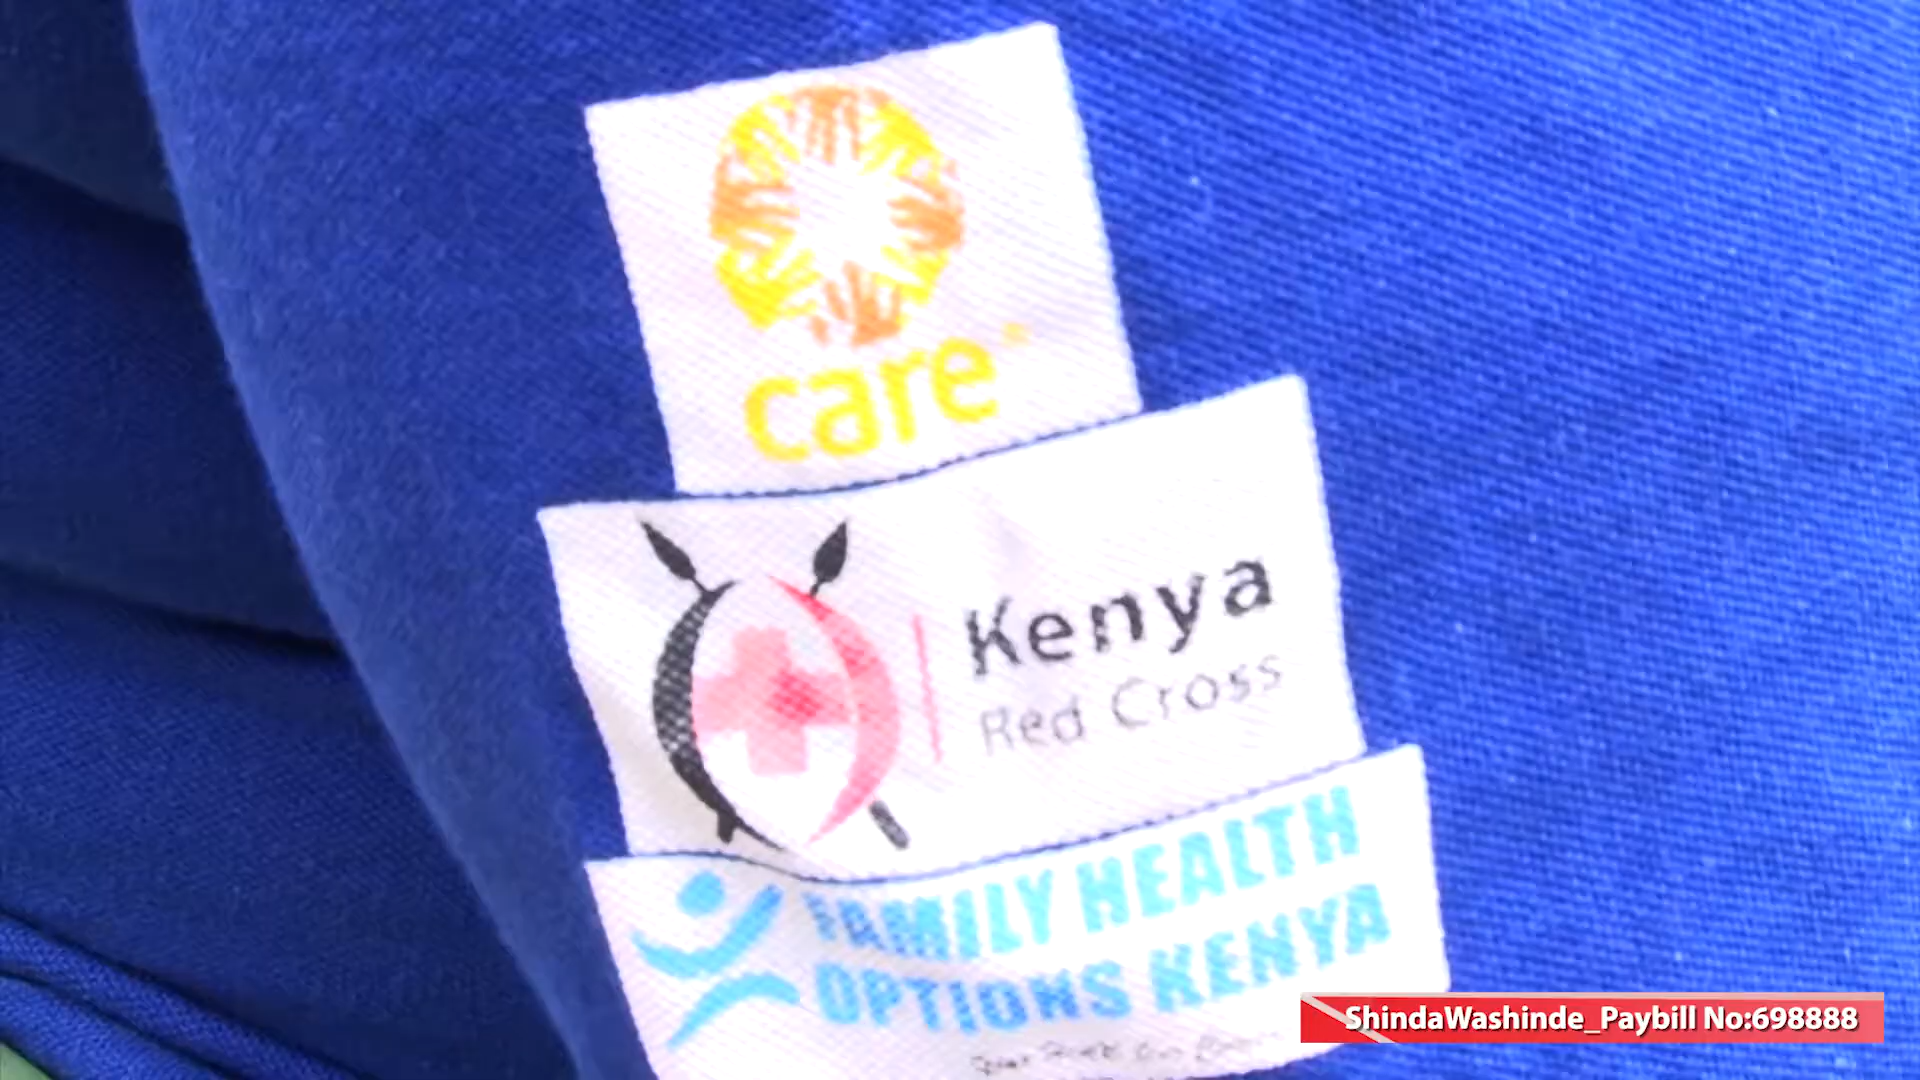 care
Kenya
Red Cross
FAMILY HEALTH
OPTIONS KENYA
ShindaWashinde_Paybill No:698888